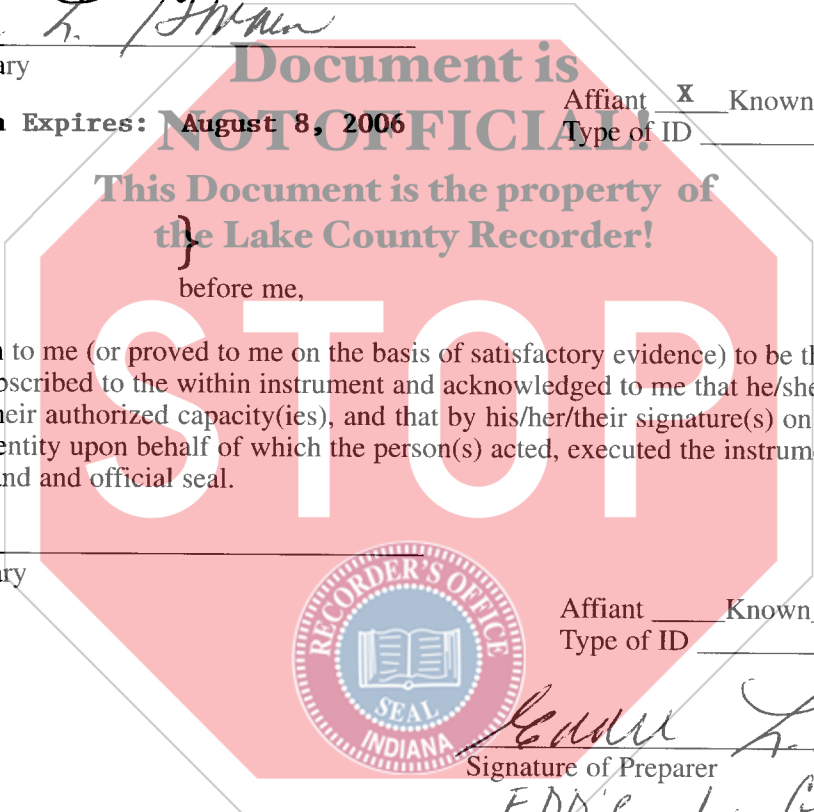 L.
ary
Document is
Affiant X Known
Expires: August 8, 2006
NOT OFFICIAL!
Type of ID
This Document is the property of
the Lake County Recorder!
}
before me,
to me (or proved to me on the basis of satisfactory evidence) to be th
bscribed to the within instrument and acknowledged to me that he/she
heir authorized capacity(ies), and that by his/her/their signature(s) on
entity upon behalf of which the person(s) acted, executed the instrum
and and official seal.
STOP
ary
RECORDER'S OFFICE
SEAL
INDIANA
Affiant Known
Type of ID
Eddie L.
Signature of Preparer